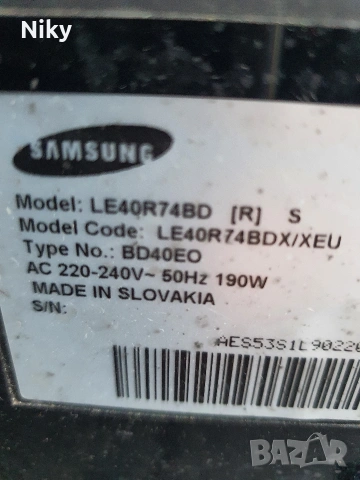 Niky
SAMSUNG
Model: LE40R74BD [R] S
Model Code: LE40R74BDX/XEU
Type No.: BD40EO
AC 220-240V~ 50Hz 190W
MADE IN SLOVAKIA
S/N:
BAZAR